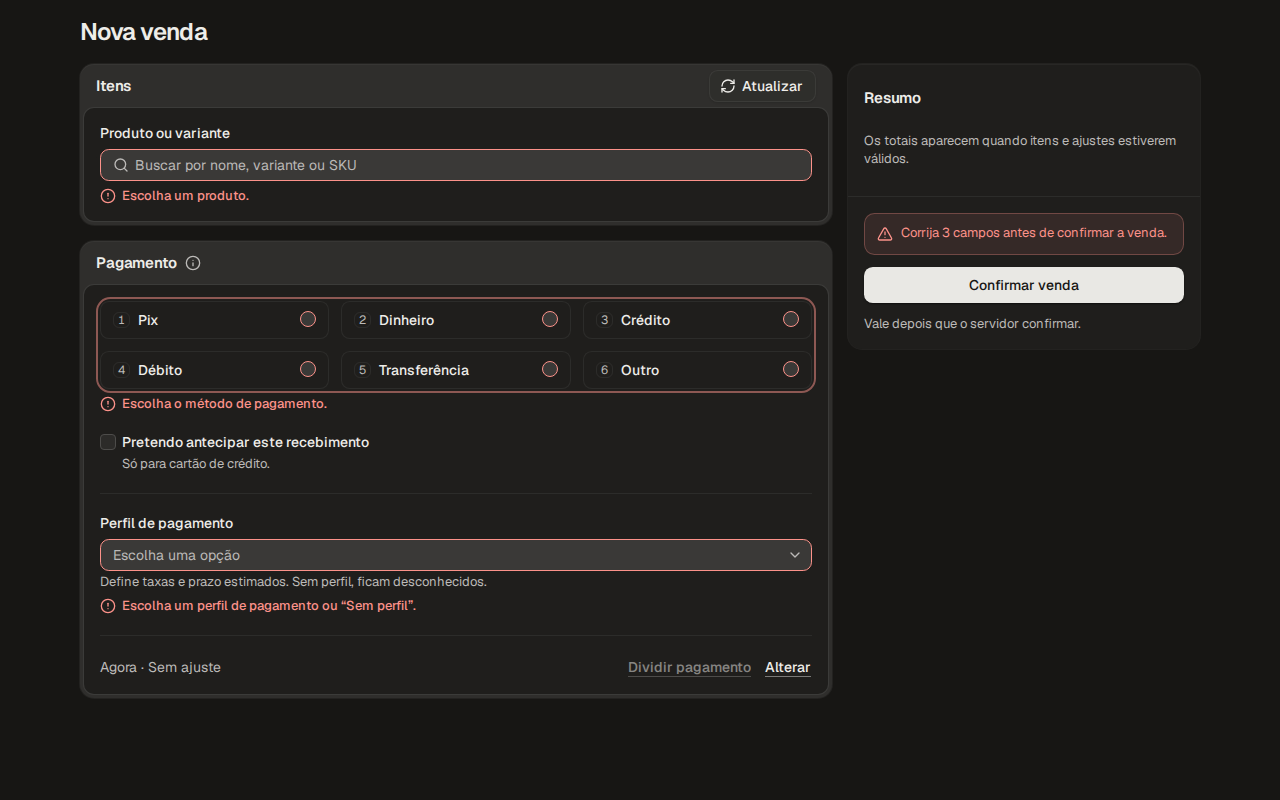 Nova venda
Itens
Atualizar
Produto ou variante
Buscar por nome, variante ou SKU
Escolha um produto.
Pagamento
1 Pix
2 Dinheiro
3 Crédito
4 Débito
5 Transferência
6 Outro
Escolha o método de pagamento.
Pretendo antecipar este recebimento
Só para cartão de crédito.
Perfil de pagamento
Escolha uma opção
Define taxas e prazo estimados. Sem perfil, ficam desconhecidos.
Escolha um perfil de pagamento ou “Sem perfil”.
Agora · Sem ajuste
Dividir pagamento
Alterar
Resumo
Os totais aparecem quando itens e ajustes estiverem
válidos.
Corrija 3 campos antes de confirmar a venda.
Confirmar venda
Vale depois que o servidor confirmar.